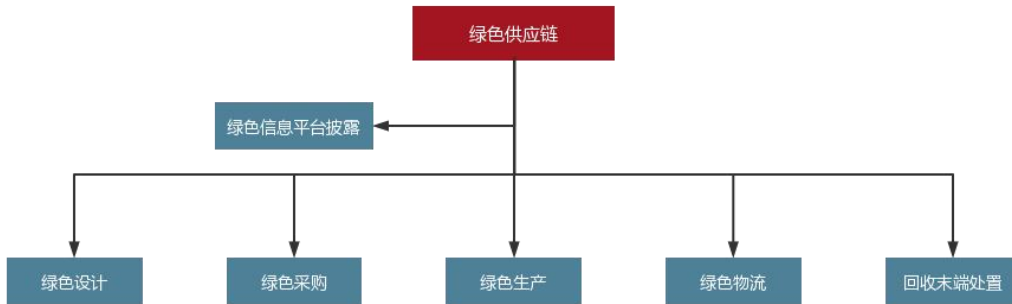 绿色供应链
绿色信息平台披露
绿色设计
绿色采购
绿色生产
绿色物流
回收末端处置